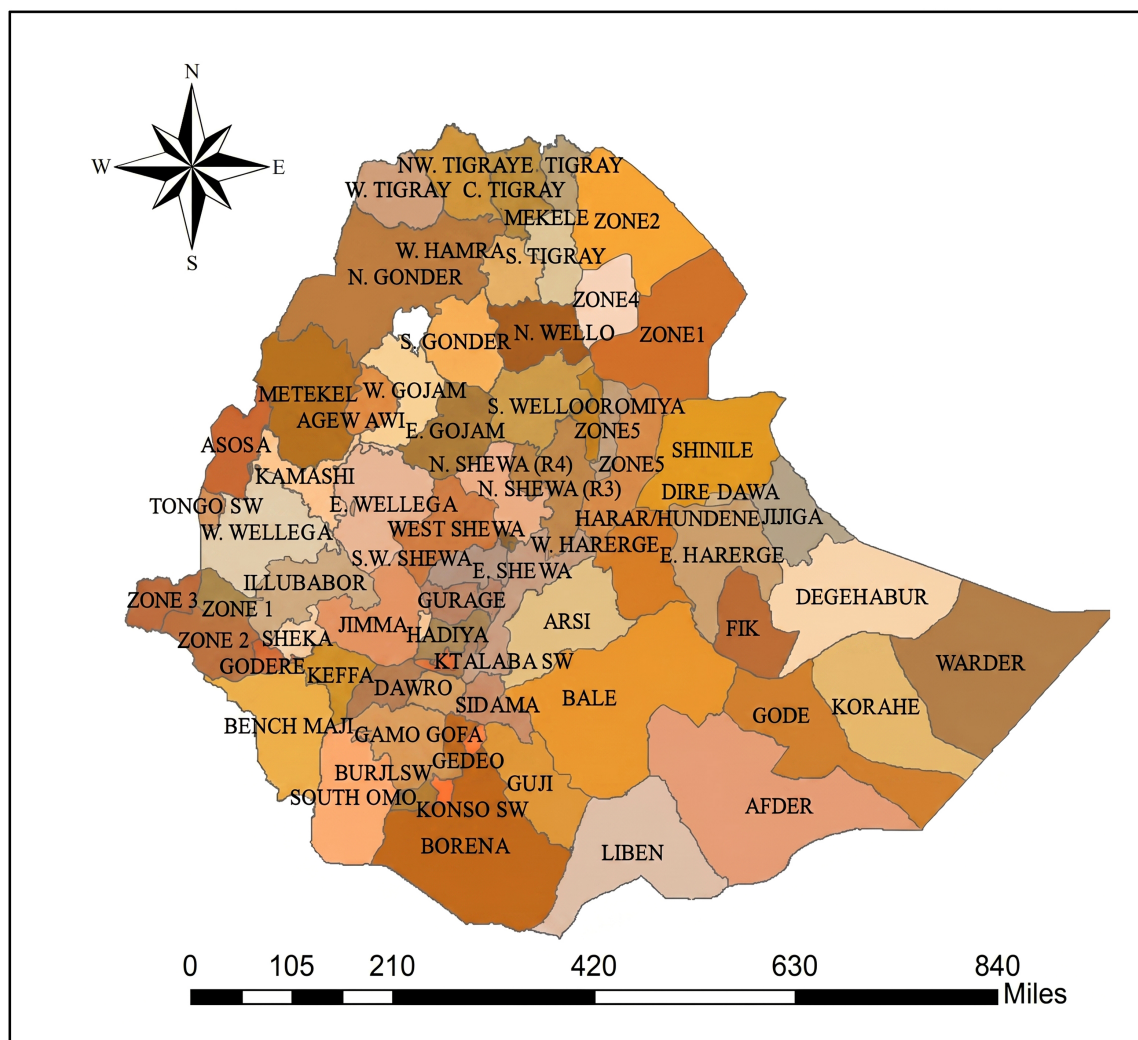 N
W E
S
NW. TIGRAY E. TIGRAY
W. TIGRAY C. TIGRAY
MEKELE ZONE2
W. HAMRA S. TIGRAY
N. GONDER
ZONE4
S. GONDER N. WELLO ZONE1
METEKEL W. GOJAM
AGEW AWI S. WELLO OROMIYA
E. GOJAM ZONE5
ASOSA SHINILE
N. SHEWA (R4) ZONE5
KAMASHI
N. SHEWA (R3) DIRE DAWA
TONGO SW E. WELLEGA
HARAR/HUNDENE JIJIGA
W. WELLEGA WEST SHEWA
W. HARERGE E. HARERGE
S.W. SHEWA
E. SHEWA
ILLUBABOR
ZONE 3 ZONE 1 GURAGE DEGEHABUR
JIMMA ARSI FIK
ZONE 2 SHEKA HADIYA
GODERE KTALABA SW WARDER
KEFFA
DAWRO
SIDAMA BALE GODE KORAHE
BENCH MAJI
GAMO GOFA
GEDEO
BURJI SW GUJI
SOUTH OMO
KONSO SW AFDER
BORENA LIBEN
0 105 210 420 630 840
Miles